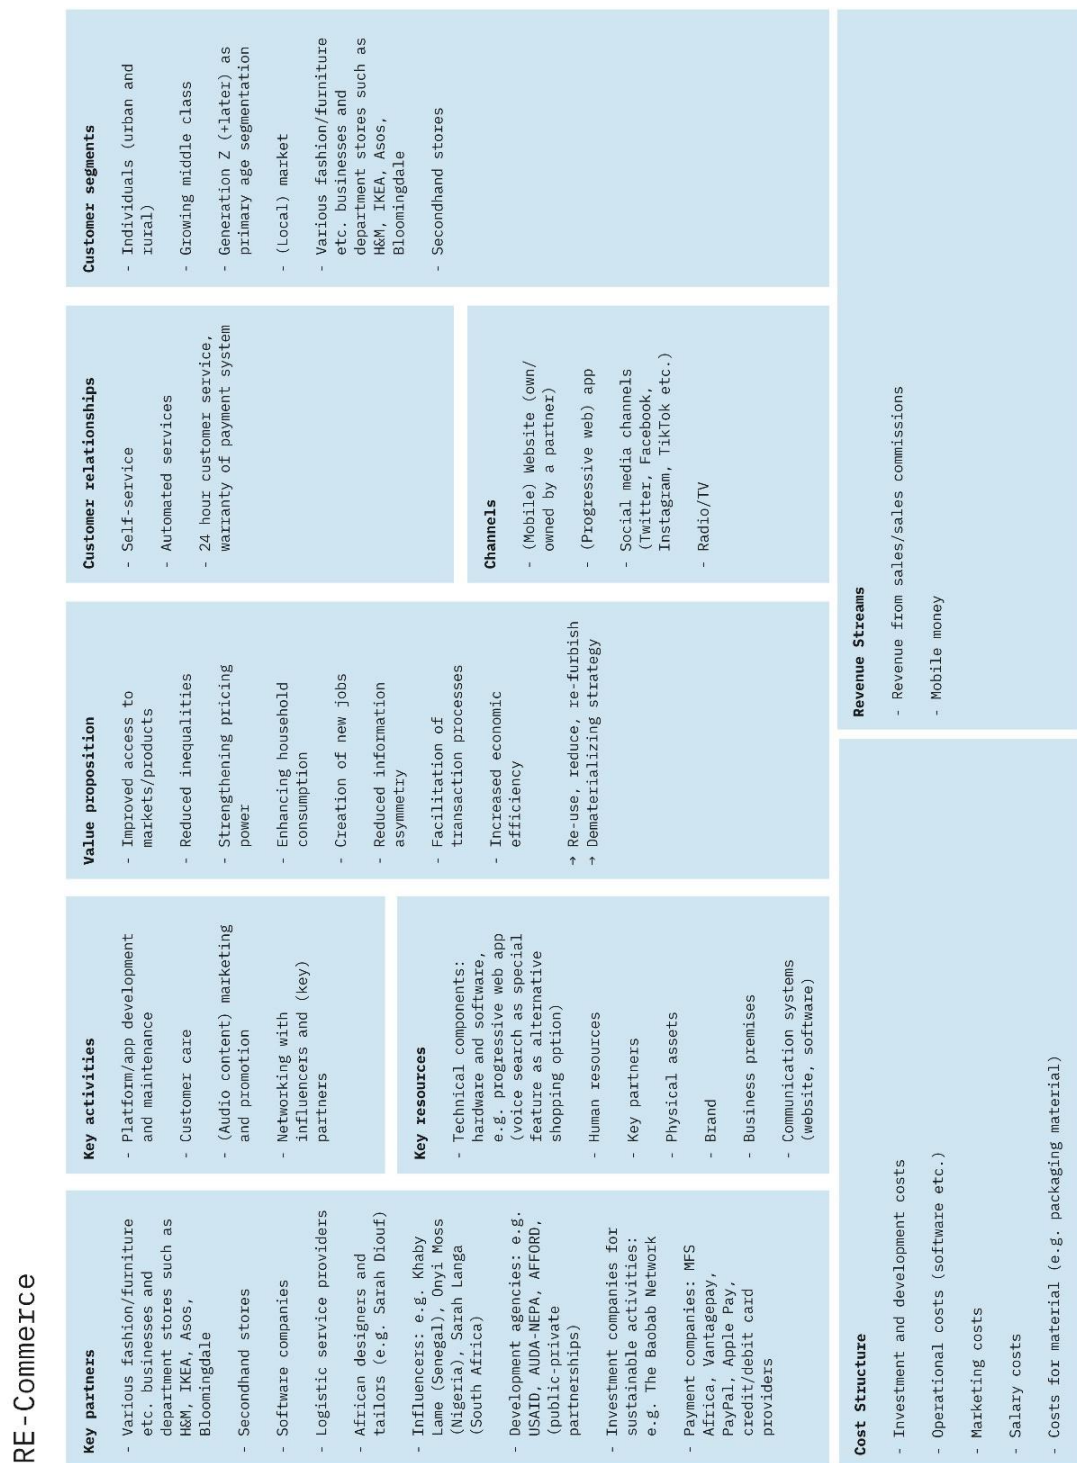 RE-Commerce
Key partners
- Various fashion/furniture
etc. businesses and
department stores such as
H&M, IKEA, Asos,
Bloomingdale
- Secondhand stores
- Software companies
- Logistic service providers
- African designers and
tailors (e.g. Sarah Diouf)
- Influencers: e.g. Khaby
Lame (Senegal), Onyi Moss
(Nigeria), Sarah Langa
(South Africa)
- Development agencies: e.g.
USAID, AUDA-NEPA, AFFORD,
(public-private
partnerships)
- Investment companies for
sustainable activities:
e.g. The Baobab Network
- Payment companies: MFS
Africa, Vantagepay,
PayPal, Apple Pay,
credit/debit card
providers
Key activities
- Platform/app development
and maintenance
- Customer care
- (Audio content) marketing
and promotion
- Networking with
influencers and (key)
partners
Key resources
- Technical components:
hardware and software,
e.g. progressive web app
(voice search as special
feature as alternative
shopping option)
- Human resources
- Key partners
- Physical assets
- Brand
- Business premises
- Communication systems
(website, software)
Value proposition
- Improved access to
markets/products
- Reduced inequalities
- Strengthening pricing
power
- Enhancing household
consumption
- Creation of new jobs
- Reduced information
asymmetry
- Facilitation of
transaction processes
- Increased economic
efficiency
→ Re-use, reduce, re-furbish
→ Dematerializing strategy
Customer relationships
- Self-service
- Automated services
- 24 hour customer service,
warranty of payment system
Channels
- (Mobile) Website (own/
owned by a partner)
- (Progressive web) app
- Social media channels
(Twitter, Facebook,
Instagram, TikTok etc.)
- Radio/TV
Customer segments
- Individuals (urban and
rural)
- Growing middle class
- Generation Z (+later) as
primary age segmentation
- (Local) market
- Various fashion/furniture
etc. businesses and
department stores such as
H&M, IKEA, Asos,
Bloomingdale
- Secondhand stores
Cost Structure
- Investment and development costs
- Operational costs (software etc.)
- Marketing costs
- Salary costs
- Costs for material (e.g. packaging material)
Revenue Streams
- Revenue from sales/sales commissions
- Mobile money